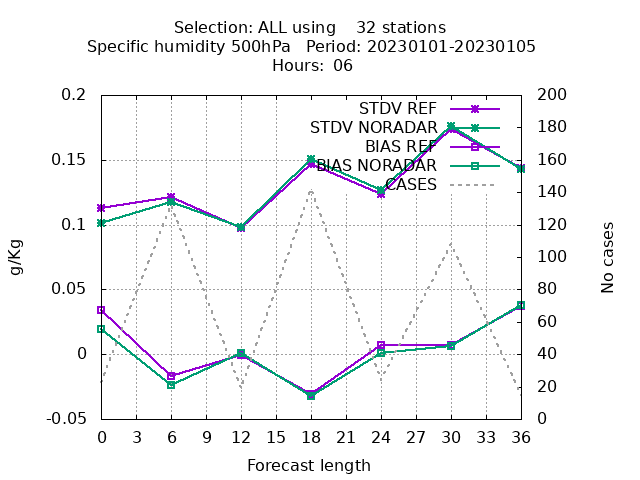 Selection: ALL using    32 stations
Specific humidity 500hPa   Period: 20230101-20230105
Hours:  06
STDV REF
STDV NORADAR
BIAS REF
BIAS NORADAR
CASES
g/Kg
0.2
0.15
0.1
0.05
0
-0.05
200
180
160
140
120
100
80
60
40
20
0
No cases
0 3 6 9 12 15 18 21 24 27 30 33 36
Forecast length